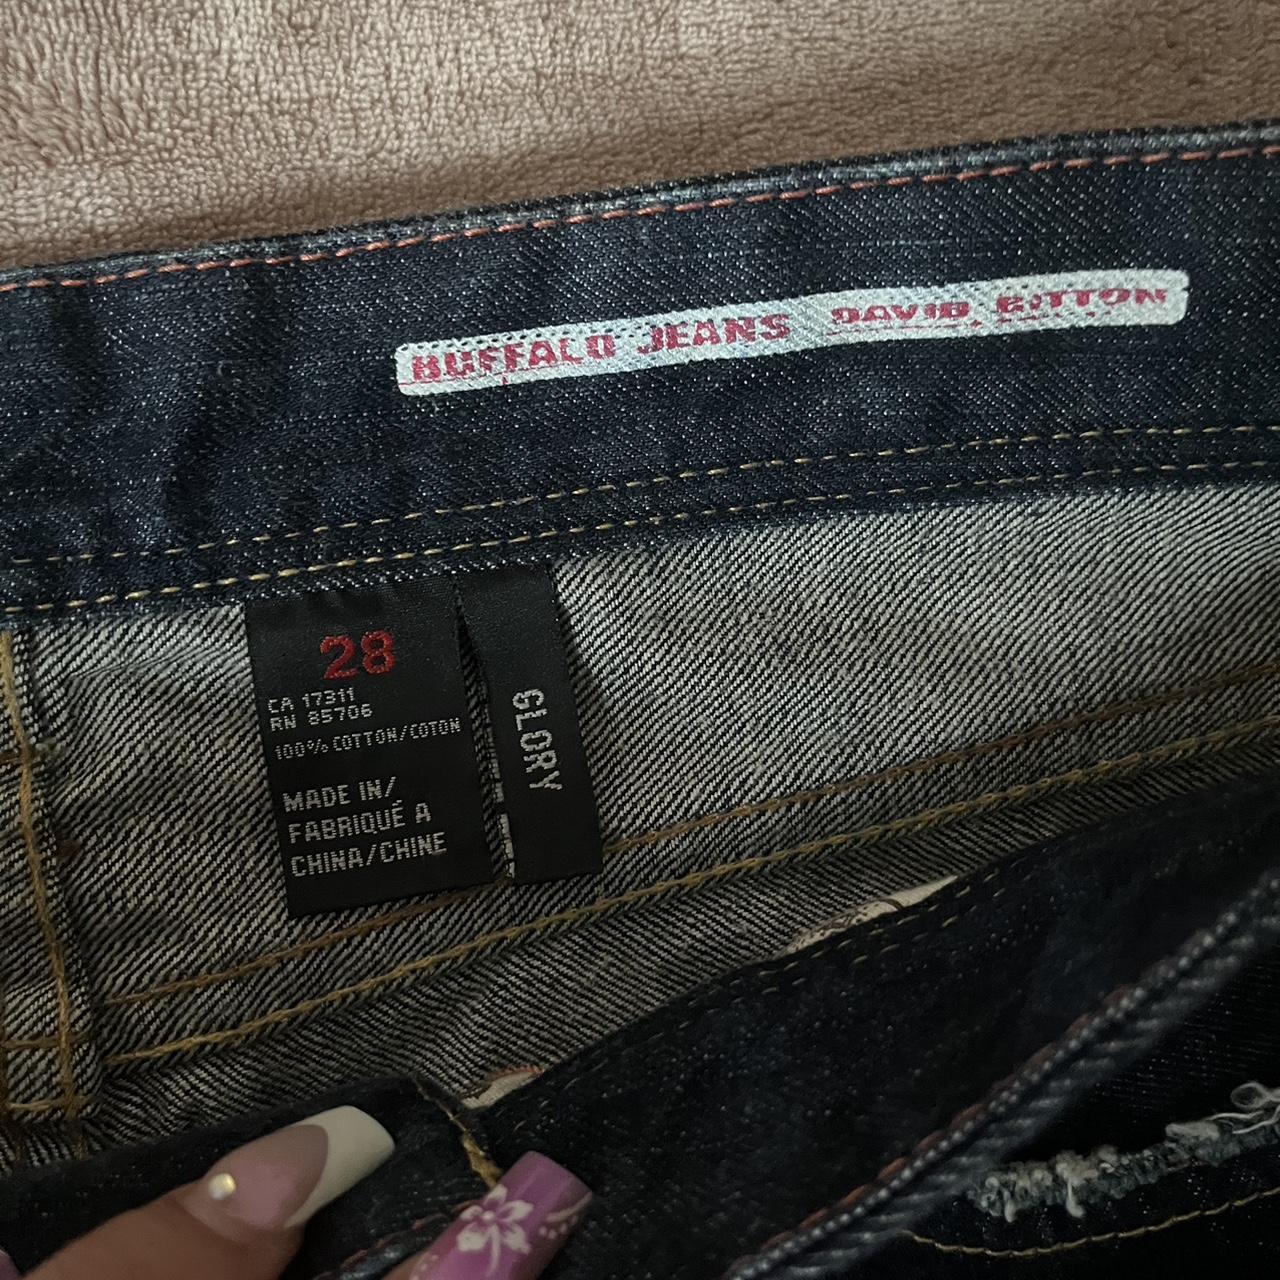 BUFFALO JEANS DAVID BITTON
28
CA 17311
RN 85706
100% COTTON/COTON
MADE IN/
FABRIQUÉ A
CHINA/CHINE
GLORY